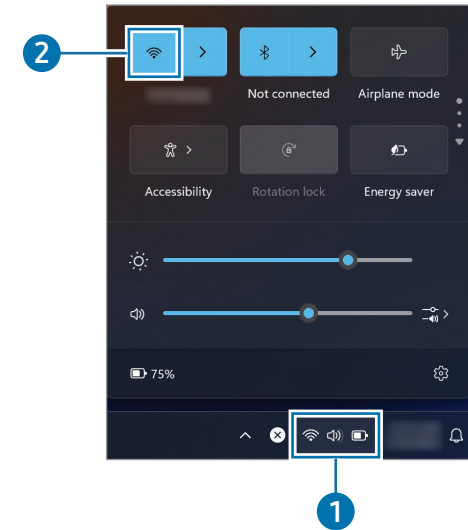 2
Not connected
Airplane mode
Accessibility
Rotation lock
Energy saver
75%
1